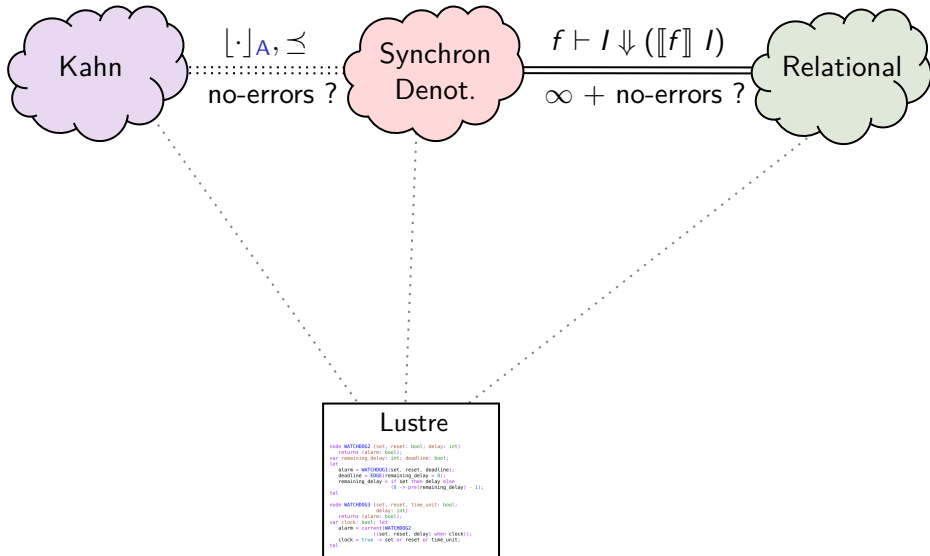 Kahn
⌊·⌋A, ⪯
no-errors ?
Synchron
Denot.
f ⊢ I ⇓ (⟦f⟧ I)
∞ + no-errors ?
Relational
Lustre
node WATCHDOG2 (set, reset: bool; delay: int)
returns (alarm: bool);
var remaining_delay: int; deadline: bool;
let
alarm = WATCHDOG1(set, reset, deadline);
deadline = EDGE(remaining_delay = 0);
remaining_delay = if set then delay else
(0 -> pre(remaining_delay) - 1);
tel
node WATCHDOG3 (set, reset, time_unit: bool;
delay: int)
returns (alarm: bool);
var clock: bool; let
alarm = current(WATCHDOG2
((set, reset, delay) when clock));
clock = true -> set or reset or time_unit;
tel